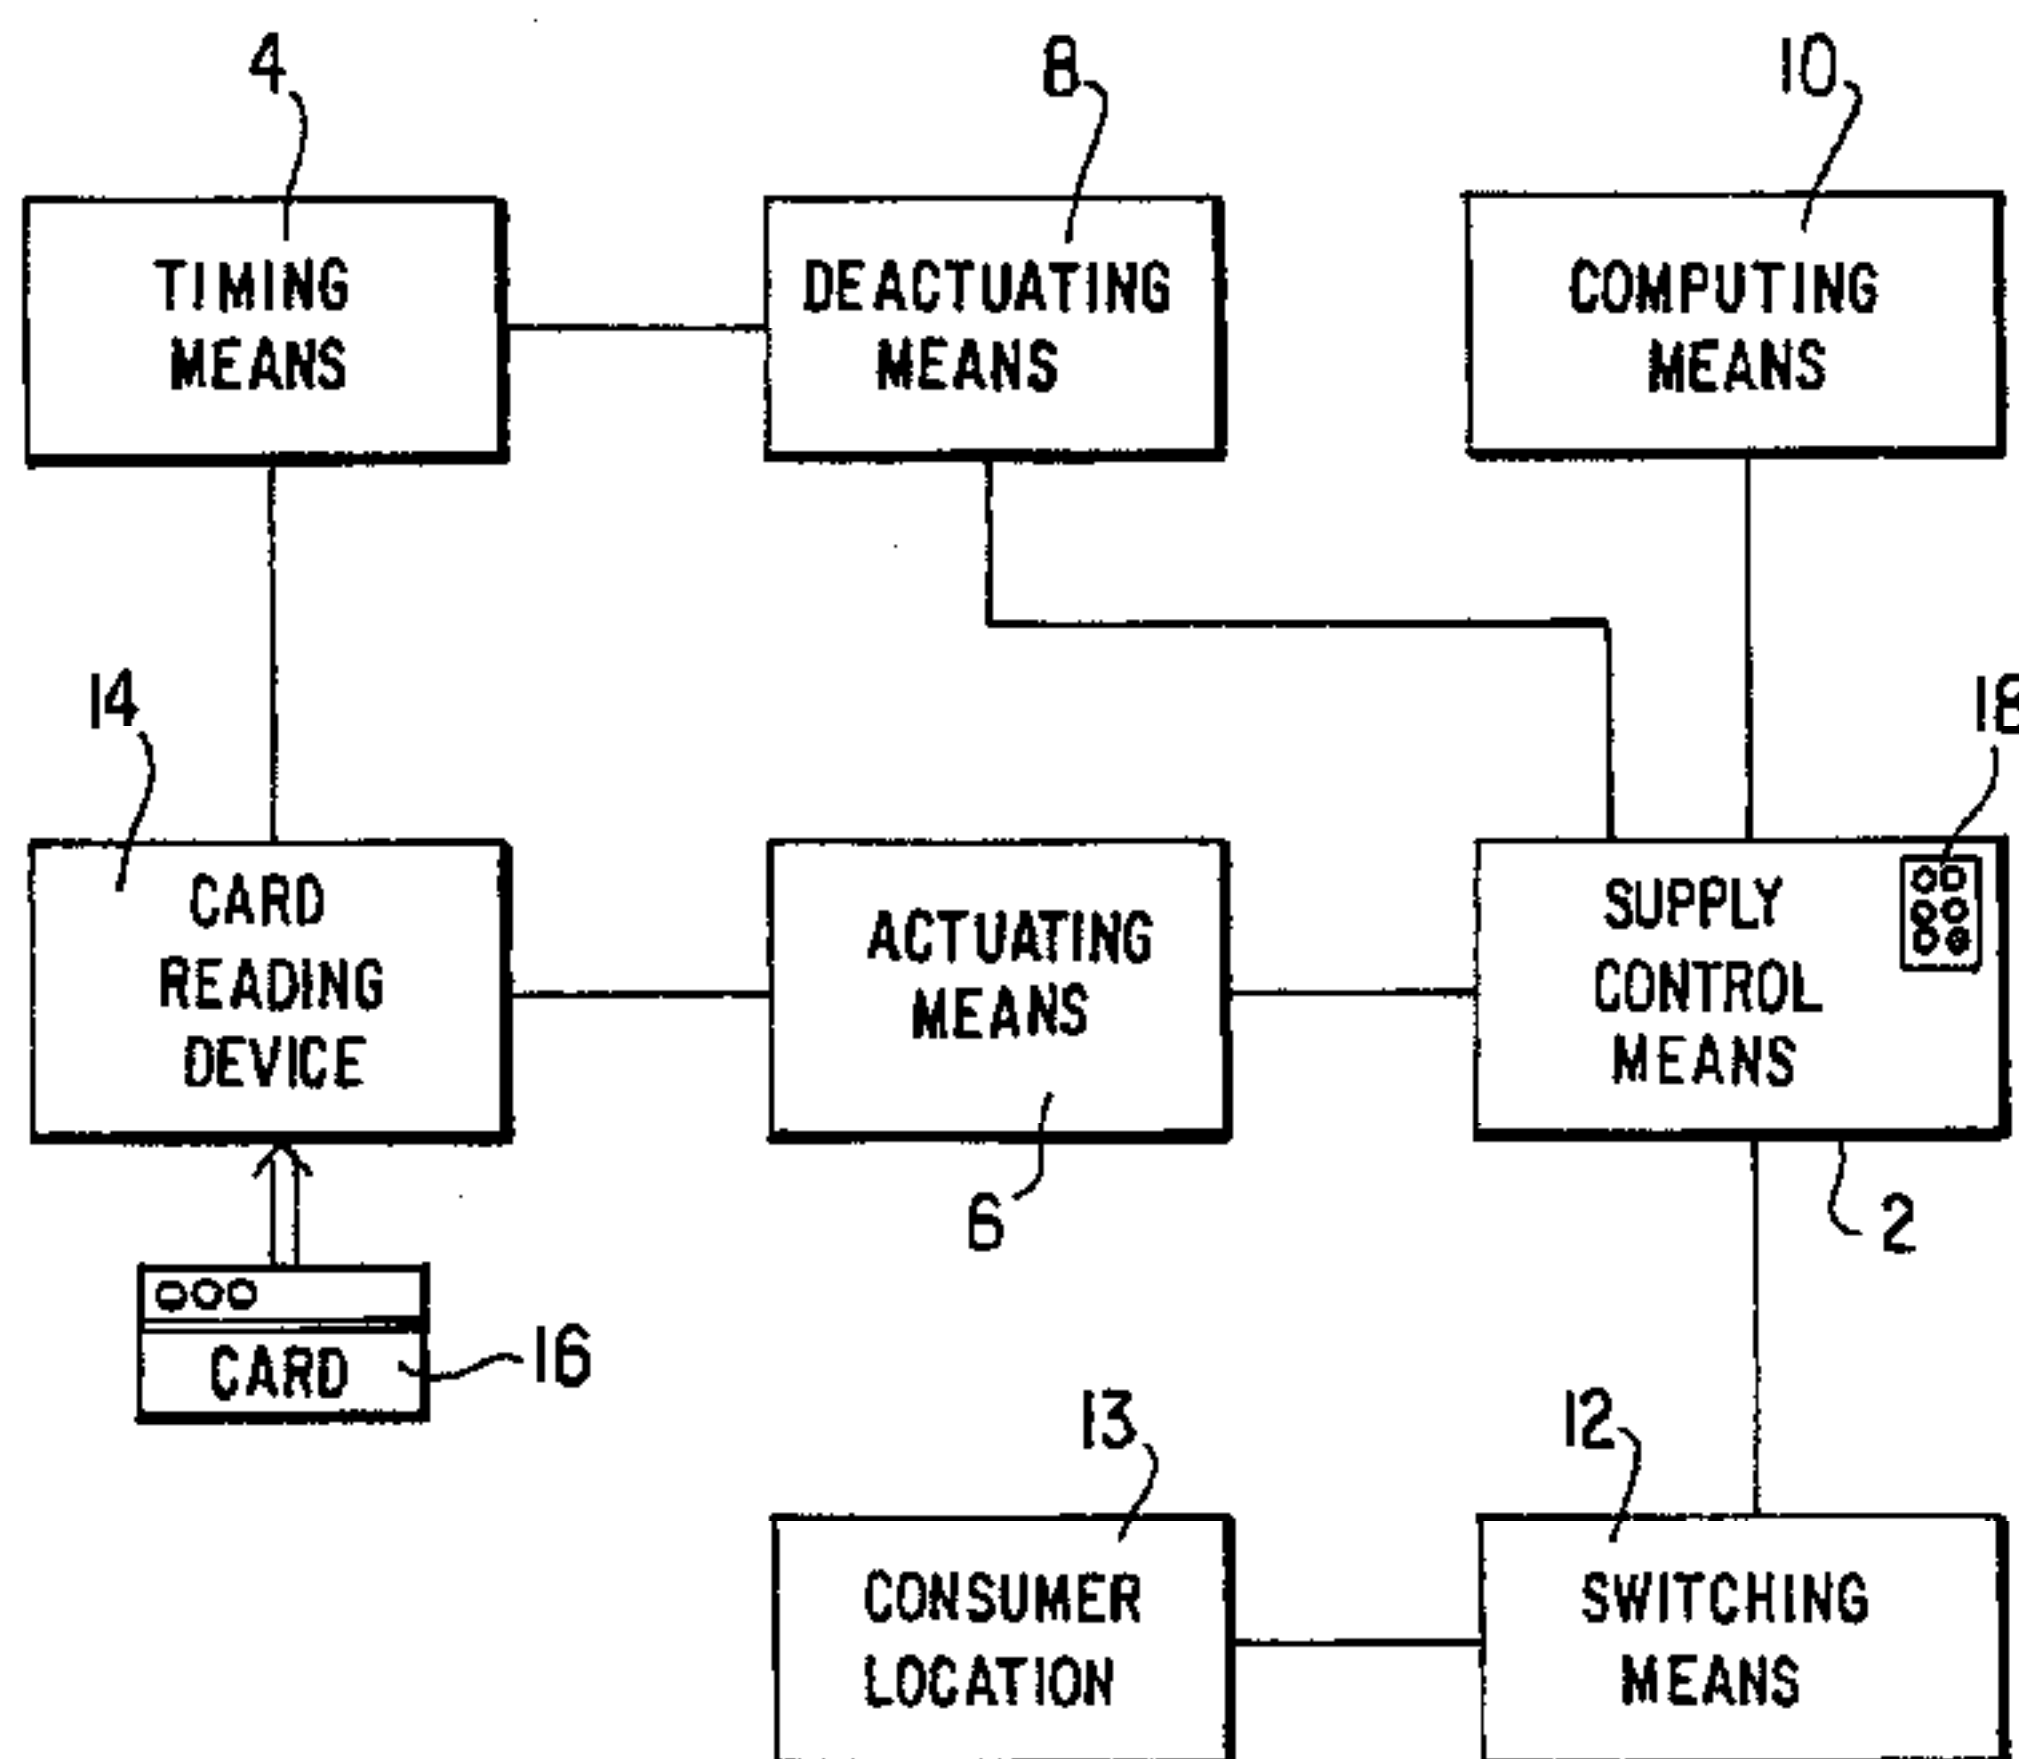 4
8
10
TIMING
MEANS
DEACTUATING
MEANS
COMPUTING
MEANS
14
18
CARD
READING
DEVICE
ACTUATING
MEANS
SUPPLY
CONTROL
MEANS
6
2
CARD
16
13
12
CONSUMER
LOCATION
SWITCHING
MEANS